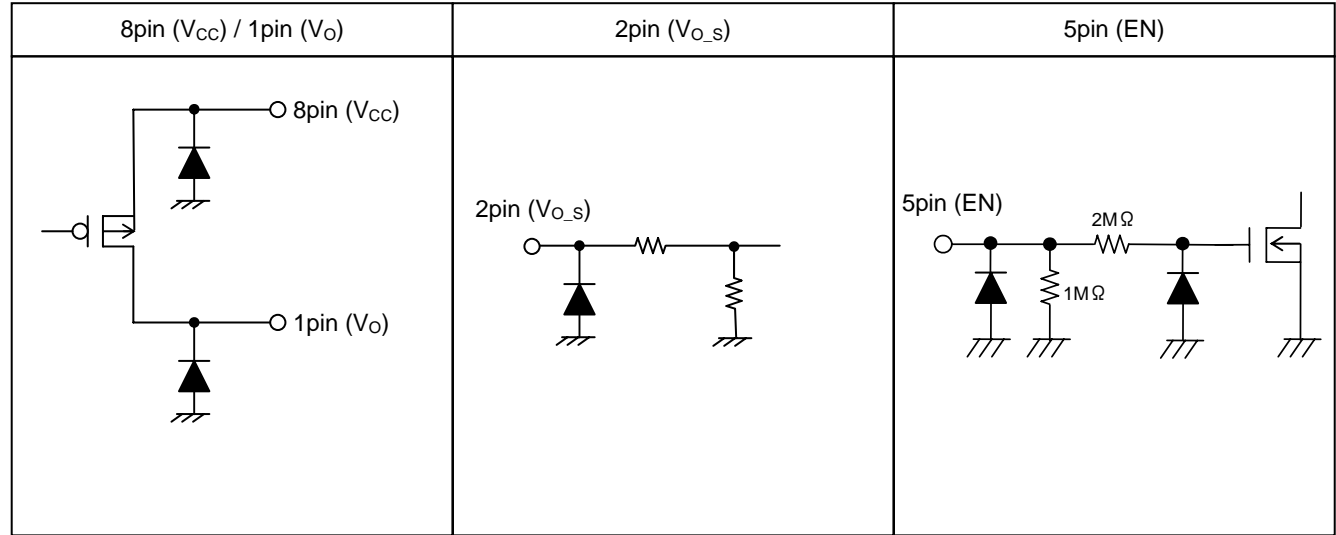 8pin (VCC) / 1pin (VO)
2pin (VO_S)
5pin (EN)
8pin (VCC)
1pin (VO)
2pin (VO_S)
5pin (EN)
2MΩ
1MΩ